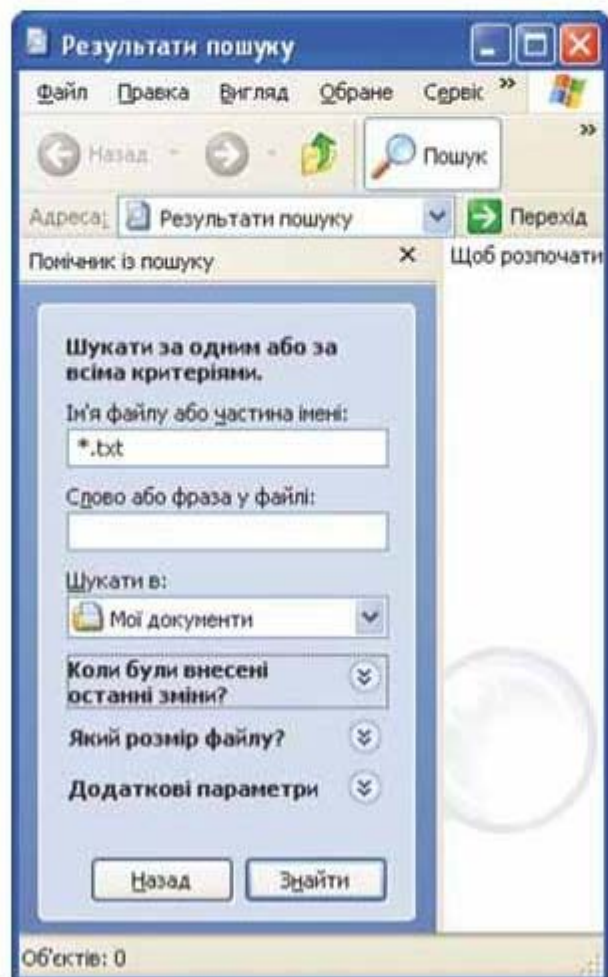 Результати пошуку
Файл Правка Вигляд Обране Сервіс »
Назад Пошук »
Адреса: Результати пошуку Перехід
Помічник із пошуку × Щоб розпочати
Шукати за одним або за
всіма критеріями.
Ім'я файлу або частина імені:
*.txt
Слово або фраза у файлі:
Шукати в:
Мої документи
Коли були внесені
останні зміни?
Який розмір файлу?
Додаткові параметри
Назад Знайти
Об'єктів: 0